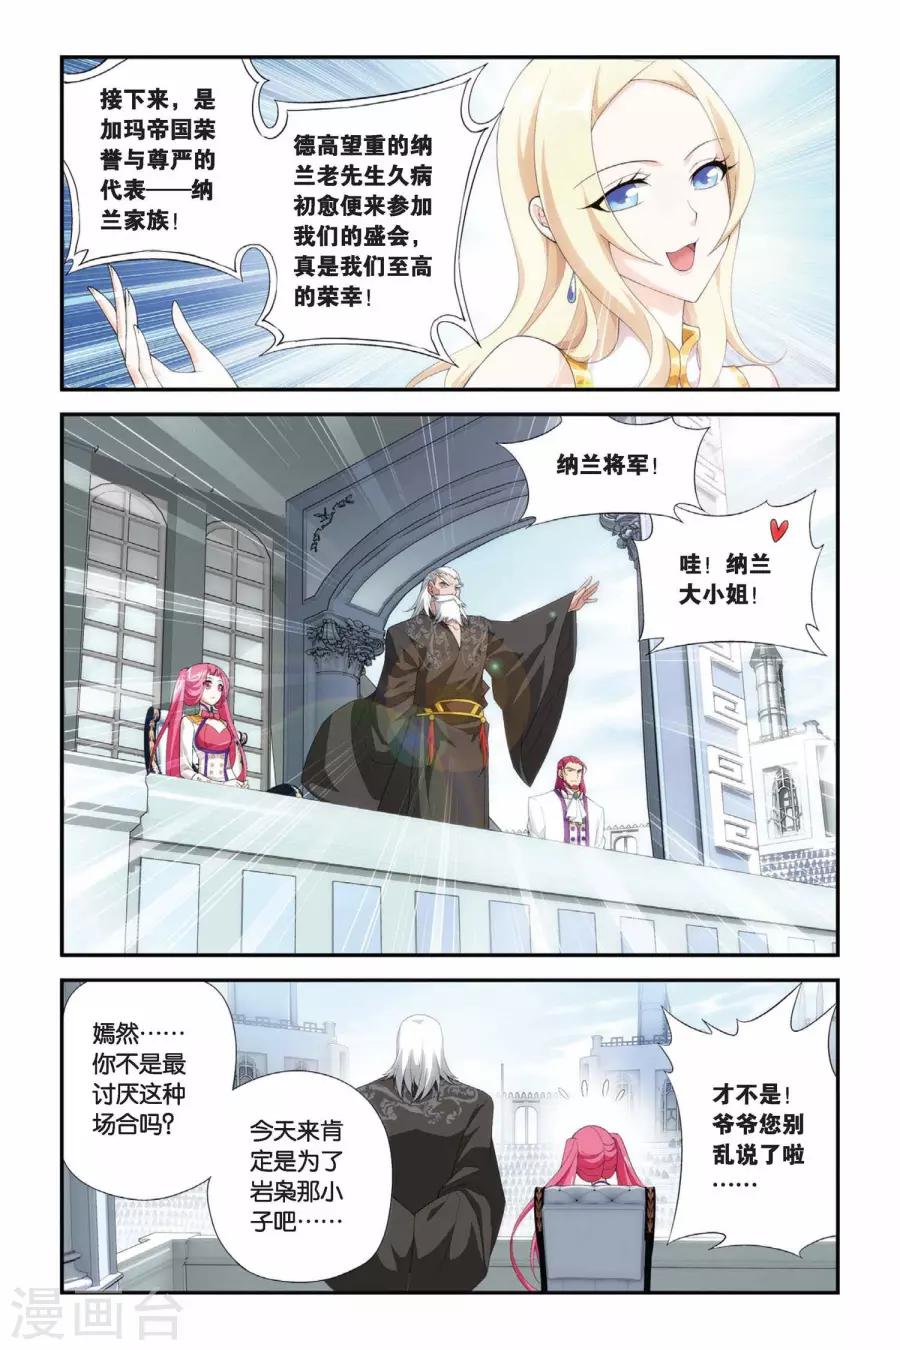 接下来，是
加玛帝国荣
誉与尊严的
代表——纳
兰家族！
德高望重的纳
兰老先生久病
初愈便来参加
我们的盛会，
真是我们至高
的荣幸！
纳兰将军！
哇！纳兰
大小姐！
嫣然……
你不是最
讨厌这种
场合吗？
今天来肯
定是为了
岩枭那小
子吧……
才不是！
爷爷您别
乱说了啦
……
漫画台